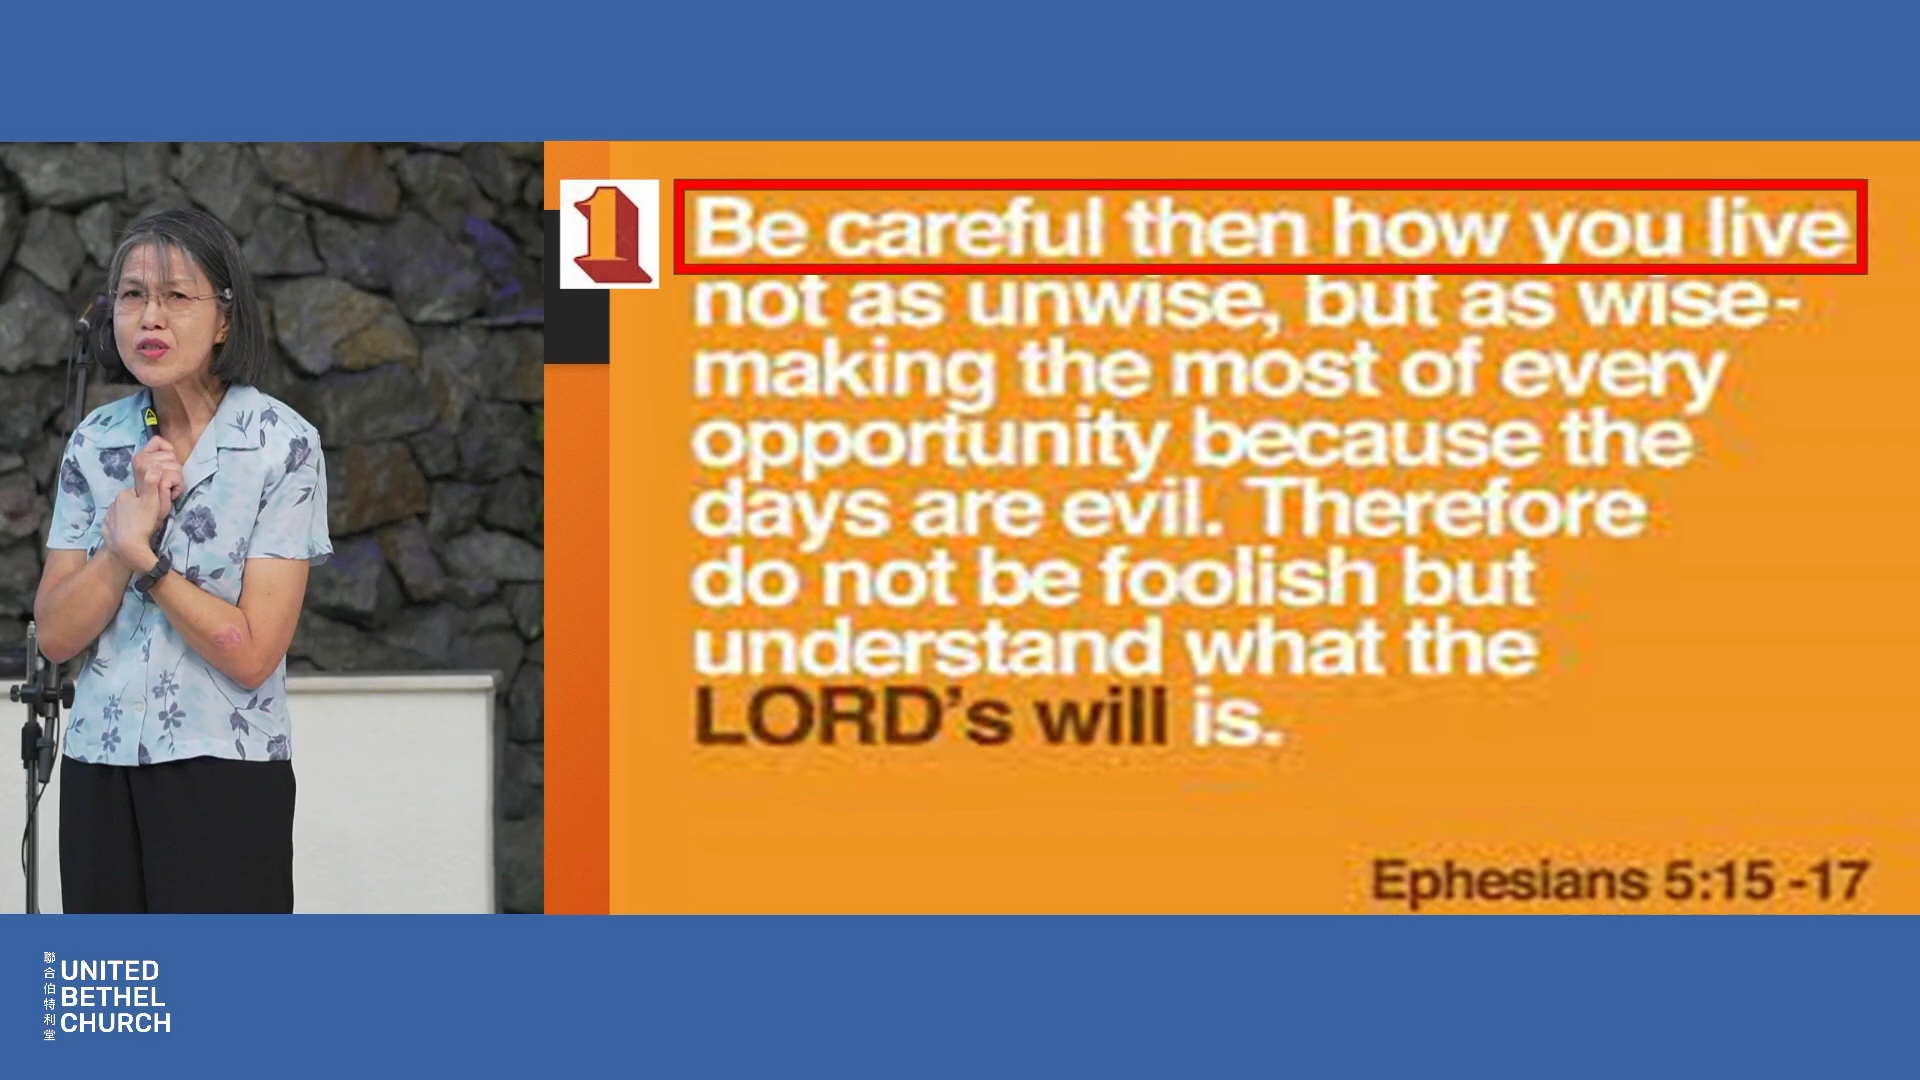 1
Be careful then how you live
not as unwise, but as wise-
making the most of every
opportunity because the
days are evil. Therefore
do not be foolish but
understand what the
LORD's will is.
Ephesians 5:15 -17
聯合伯特利堂
UNITED
BETHEL
CHURCH